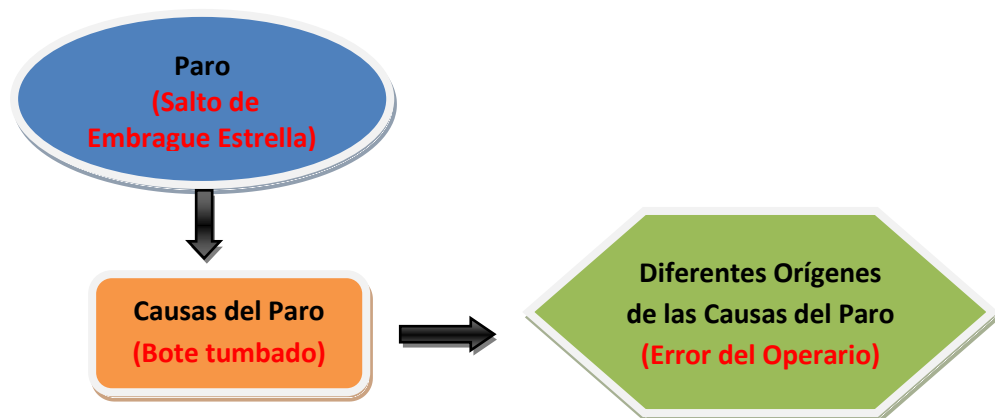 Paro
(Salto de
Embrague Estrella)
Causas del Paro
(Bote tumbado)
Diferentes Orígenes
de las Causas del Paro
(Error del Operario)